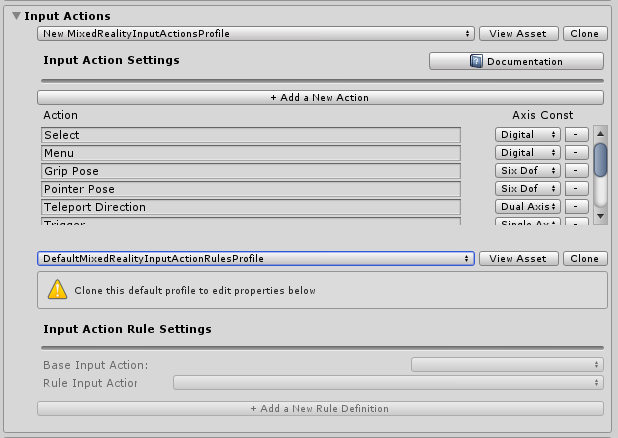 Input Actions
New MixedRealityInputActionsProfile View Asset Clone
Input Action Settings Documentation
+ Add a New Action
Action Axis Const
Select Digital -
Menu Digital -
Grip Pose Six Dof -
Pointer Pose Six Dof -
Teleport Direction Dual Axis -
Trigger Single Ax -
DefaultMixedRealityInputActionRulesProfile View Asset Clone
Clone this default profile to edit properties below
Input Action Rule Settings
Base Input Action:
Rule Input Action
+ Add a New Rule Definition